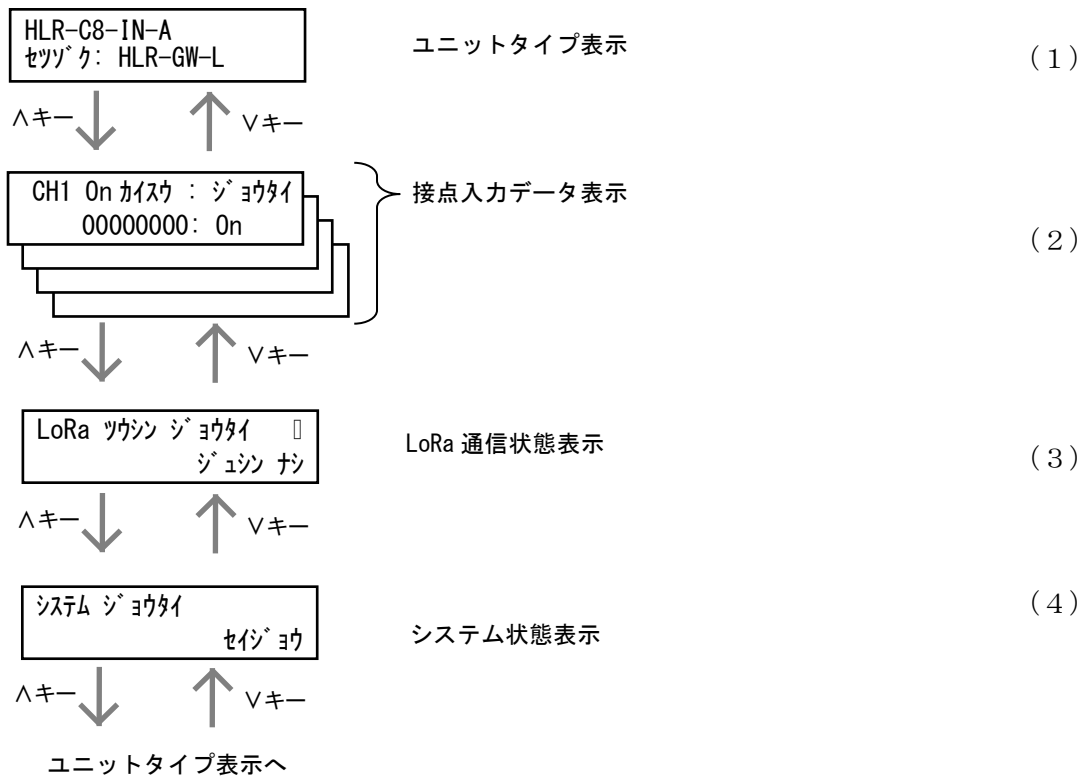 HLR-C8-IN-A
ｾﾂｿﾞｸ: HLR-GW-L
ユニットタイプ表示
（１）
∧キー
∨キー
CH1 On ｶｲｽｳ : ｼﾞｮｳﾀｲ
00000000: On
接点入力データ表示
（２）
∧キー
∨キー
LoRa ﾂｳｼﾝ ｼﾞｮｳﾀｲ ▯
ｼﾞｭｼﾝ ﾅｼ
LoRa 通信状態表示
（３）
∧キー
∨キー
ｼｽﾃﾑ ｼﾞｮｳﾀｲ
ｾｲｼﾞｮｳ
システム状態表示
（４）
∧キー
∨キー
ユニットタイプ表示へ